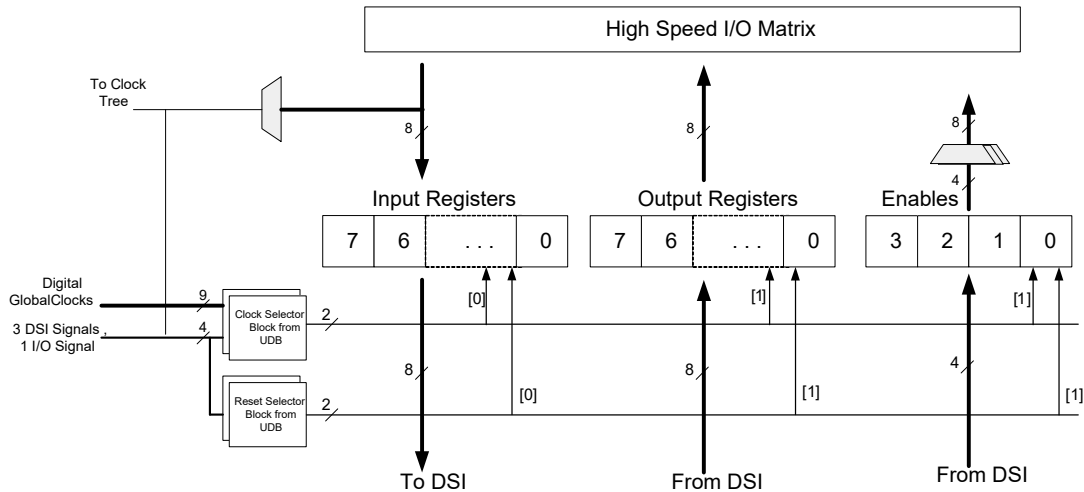 High Speed I/O Matrix
To Clock
Tree
8
8
8
4
Input Registers
Output Registers
Enables
7 6 . . . 0
7 6 . . . 0
3 2 1 0
Digital
GlobalClocks
9
[0]
[1]
[1]
Clock Selector
Block from
UDB
2
3 DSI Signals ,
1 I/O Signal
4
8
8
4
Reset Selector
Block from
UDB
2
[0]
[1]
[1]
To DSI
From DSI
From DSI